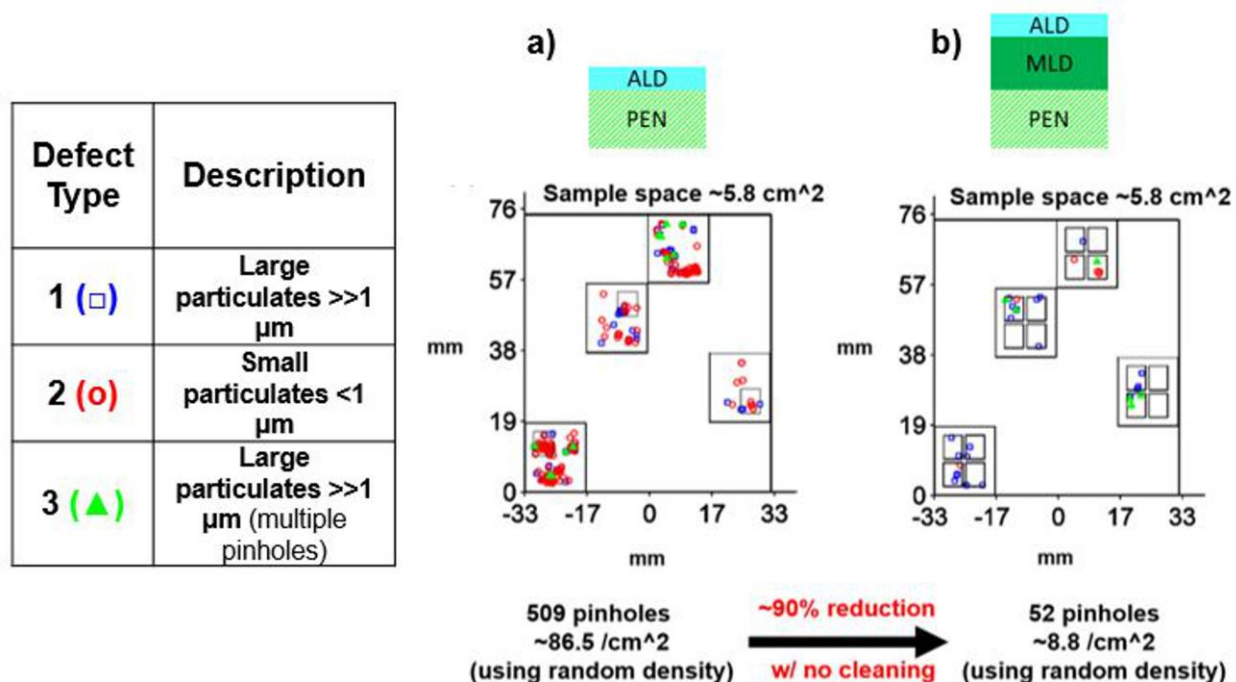 Defect Type
Description
1 (□)
Large particulates >>1 µm
2 (o)
Small particulates <1 µm
3 (▲)
Large particulates >>1 µm (multiple pinholes)
a)
ALD
PEN
Sample space ~5.8 cm^2
76
57
38
19
0
mm
-33
-17
0
17
33
mm
509 pinholes
~86.5 /cm^2
(using random density)
~90% reduction
w/ no cleaning
b)
ALD
MLD
PEN
Sample space ~5.8 cm^2
76
57
38
19
0
mm
-33
-17
0
17
33
mm
52 pinholes
~8.8 /cm^2
(using random density)